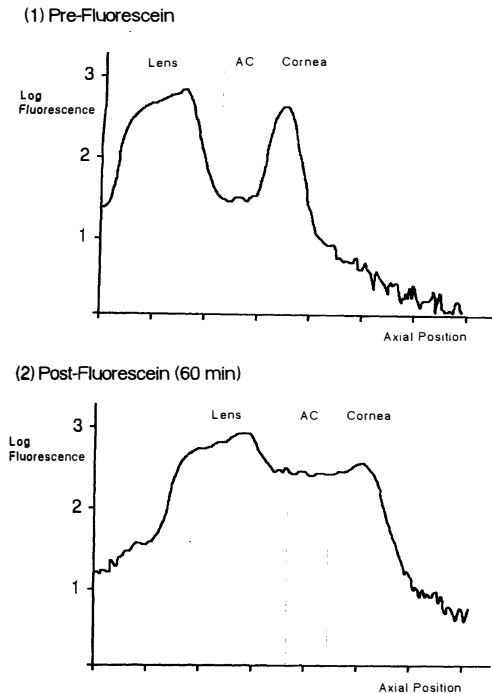 (1) Pre-Fluorescein
3
Lens AC Cornea
Log
Fluorescence
2
1
Axial Position
(2) Post-Fluorescein (60 min)
Lens AC Cornea
3
Log
Fluorescence
2
1
Axial Position